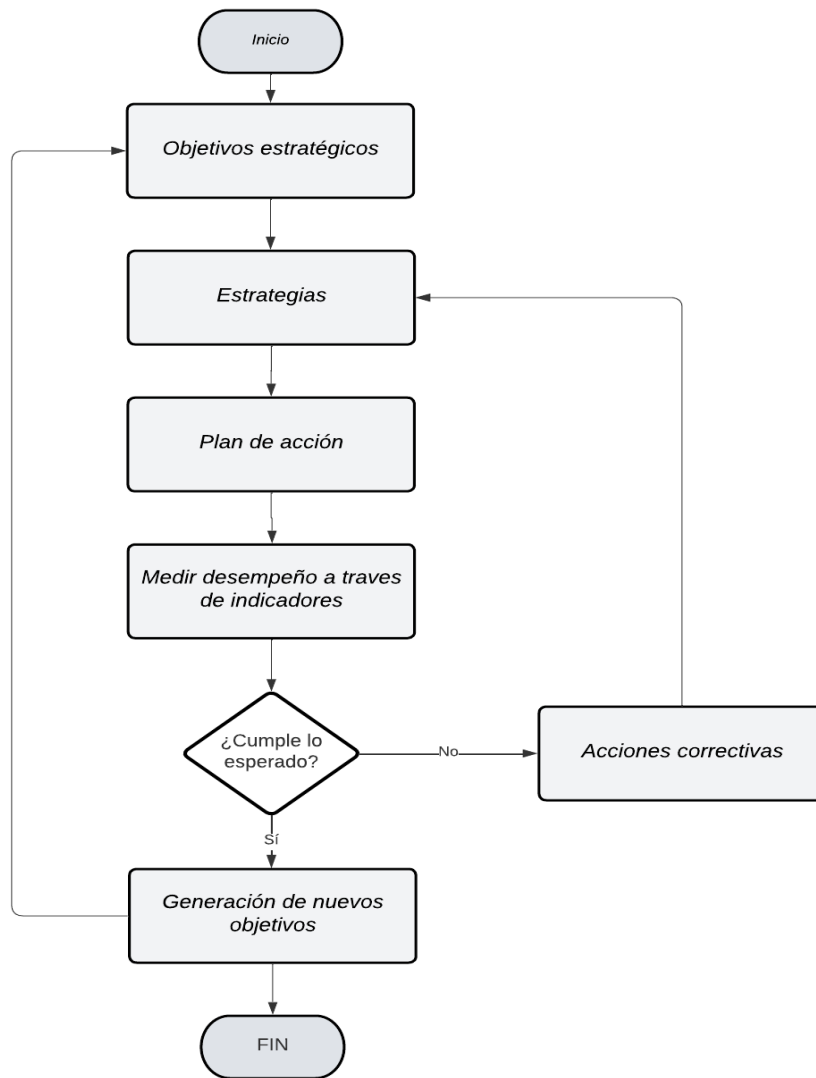 Inicio
Objetivos estratégicos
Estrategias
Plan de acción
Medir desempeño a traves
de indicadores
¿Cumple lo
esperado?
No
Acciones correctivas
Sí
Generación de nuevos
objetivos
FIN